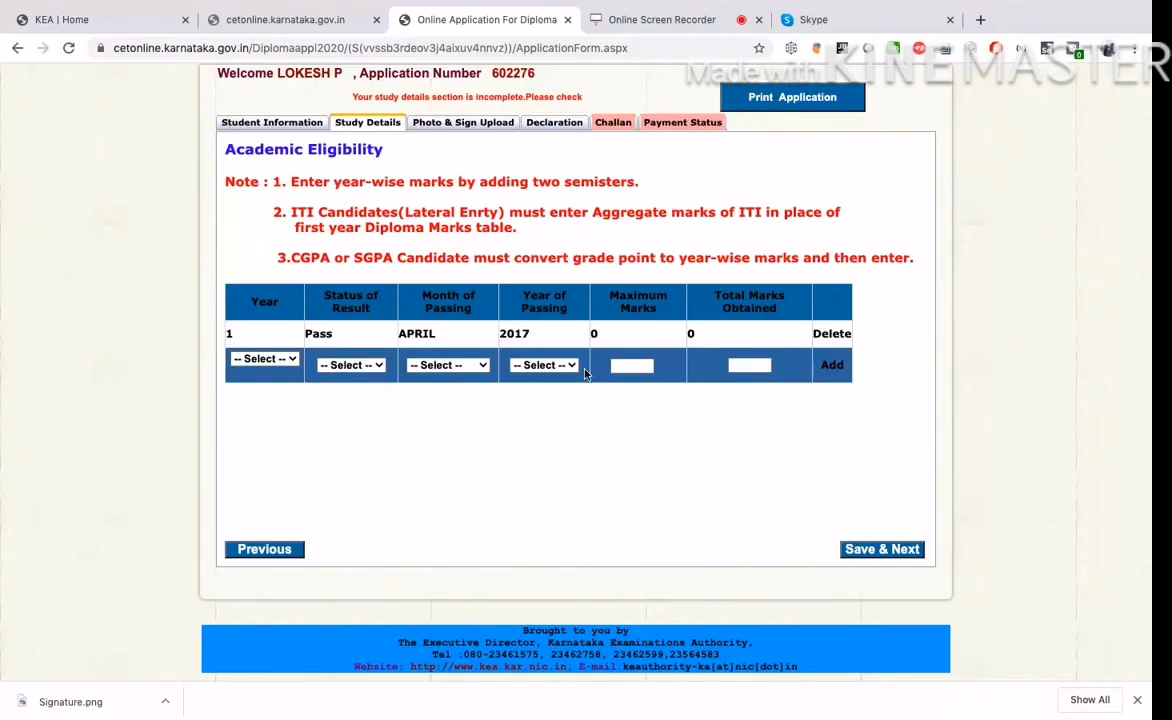 KEA | Home
cetonline.karnataka.gov.in
Online Application For Diploma
Online Screen Recorder
Skype
cetonline.karnataka.gov.in/Diplomaappl2020/(S(vvssb3rdeov3j4aixuv4nnvz))/ApplicationForm.aspx
Made with KINEMASTER
Welcome LOKESH P , Application Number 602276
Your study details section is incomplete.Please check
Print Application
Student Information Study Details Photo & Sign Upload Declaration Challan Payment Status
Academic Eligibility
Note : 1. Enter year-wise marks by adding two semisters.
2. ITI Candidates(Lateral Enrty) must enter Aggregate marks of ITI in place of
first year Diploma Marks table.
3.CGPA or SGPA Candidate must convert grade point to year-wise marks and then enter.
Year Status of Result Month of Passing Year of Passing Maximum Marks Total Marks Obtained
1 Pass APRIL 2017 0 0 Delete
-- Select -- -- Select -- -- Select -- -- Select -- Add
Previous Save & Next
Brought to you by
The Executive Director, Karnataka Examinations Authority,
Tel :080-23461575, 23462758, 23462599,23564583
Website: http://www.kea.kar.nic.in, E-mail:keauthority-ka[at]nic[dot]in
Signature.png
Show All